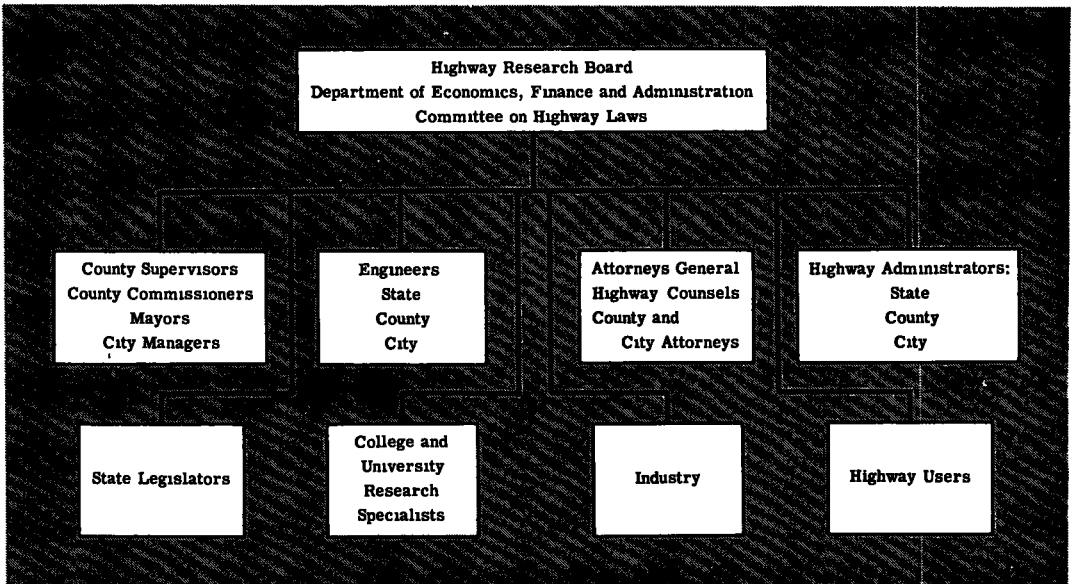 Highway Research Board
Department of Economics, Finance and Administration
Committee on Highway Laws
County Supervisors
County Commissioners
Mayors
City Managers
Engineers
State
County
City
Attorneys General
Highway Counsels
County and
City Attorneys
Highway Administrators:
State
County
City
State Legislators
College and
University
Research
Specialists
Industry
Highway Users